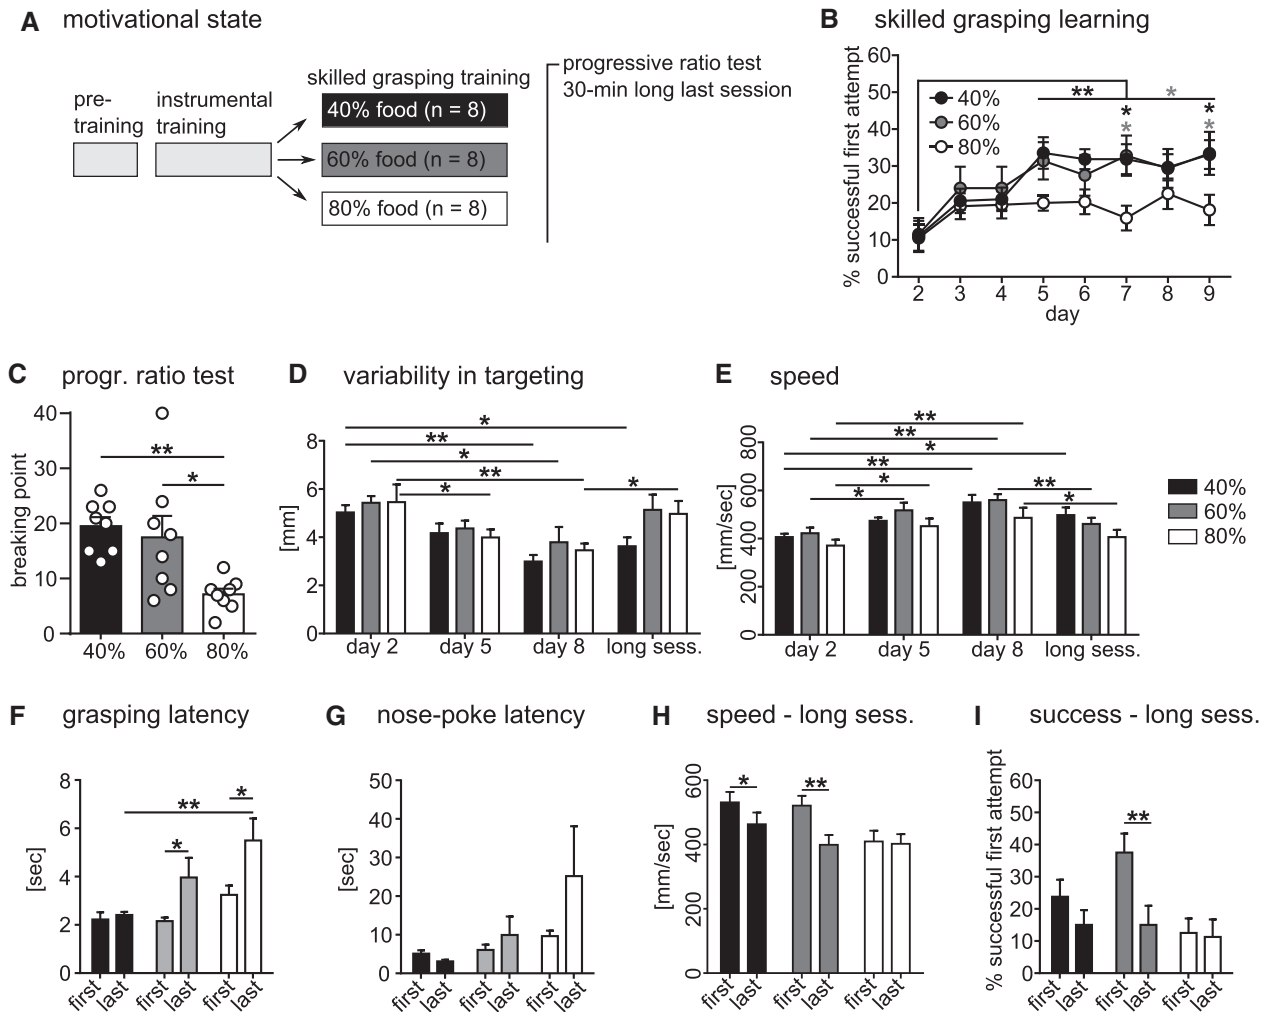 A motivational state
pre-
training
instrumental
training
skilled grasping training
40% food (n = 8)
60% food (n = 8)
80% food (n = 8)
progressive ratio test
30-min long last session
B skilled grasping learning
% successful first attempt
60
50
40
30
20
10
0
40%
60%
80%
** *
* *
* *
2 3 4 5 6 7 8 9
day
C progr. ratio test
breaking point
40
30
20
10
0
**
*
40% 60% 80%
D variability in targeting
[mm]
8
6
4
2
0
*
**
*
**
*
*
day 2 day 5 day 8 long sess.
E speed
[mm/sec]
800
600
400
200
0
**
**
*
**
*
*
**
*
day 2 day 5 day 8 long sess.
40%
60%
80%
F grasping latency
[sec]
8
6
4
2
0
*
**
*
first last first last first last
G nose-poke latency
[sec]
50
40
30
20
10
0
first last first last first last
H speed - long sess.
[mm/sec]
600
400
200
0
* **
first last first last first last
I success - long sess.
% successful first attempt
60
50
40
30
20
10
0
**
first last first last first last